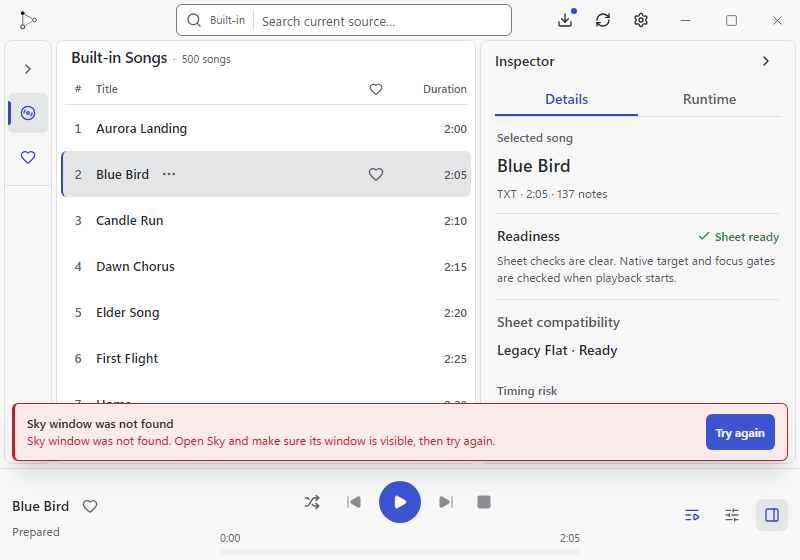 Built-in
Search current source...
Built-in Songs · 500 songs
# Title Duration
1 Aurora Landing 2:00
2 Blue Bird ··· 2:05
3 Candle Run 2:10
4 Dawn Chorus 2:15
5 Elder Song 2:20
6 First Flight 2:25
Inspector
Details Runtime
Selected song
Blue Bird
TXT · 2:05 · 137 notes
Readiness
Sheet ready
Sheet checks are clear. Native target and focus gates
are checked when playback starts.
Sheet compatibility
Legacy Flat · Ready
Timing risk
Sky window was not found
Sky window was not found. Open Sky and make sure its window is visible, then try again.
Try again
Blue Bird
Prepared
0:00 2:05